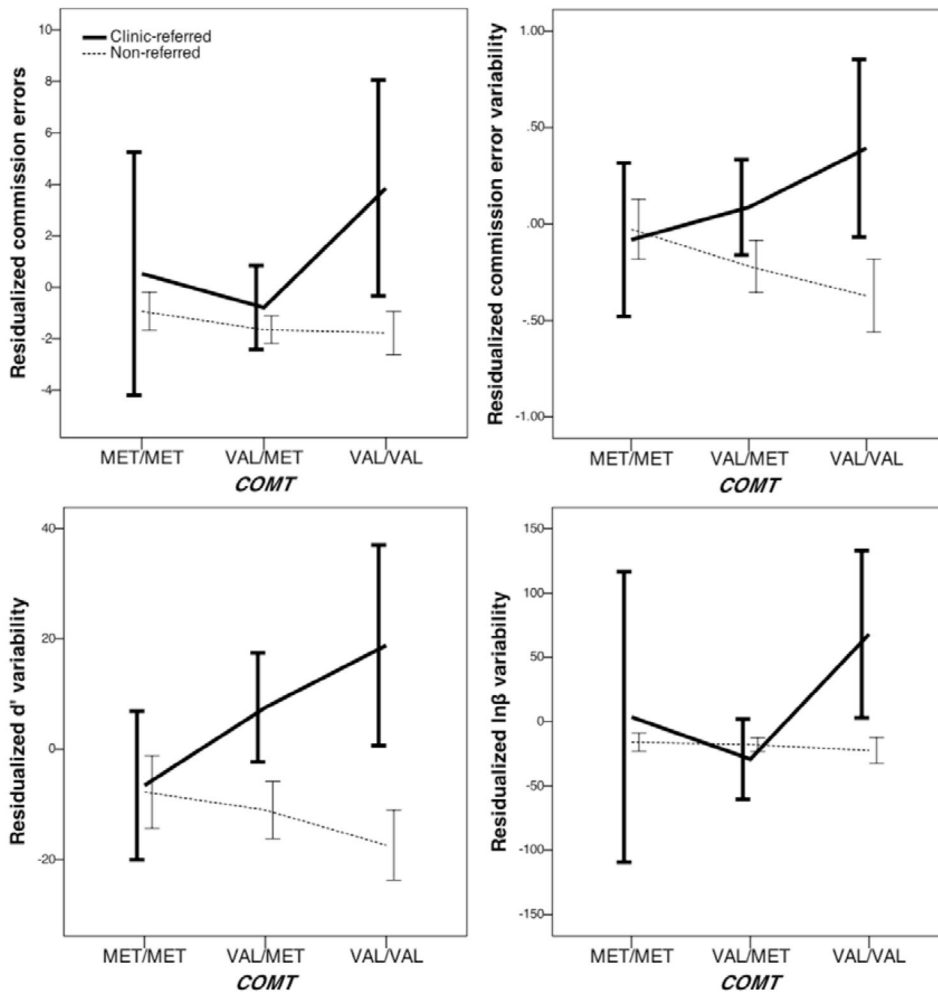 Residualized commission errors
10
8
6
4
2
0
-2
-4
Clinic-referred
Non-referred
MET/MET VAL/MET VAL/VAL
COMT
Residualized commission error variability
1.00
.50
.00
-.50
-1.00
MET/MET VAL/MET VAL/VAL
COMT
Residualized d' variability
40
20
0
-20
MET/MET VAL/MET VAL/VAL
COMT
Residualized lnβ variability
150
100
50
0
-50
-100
-150
MET/MET VAL/MET VAL/VAL
COMT